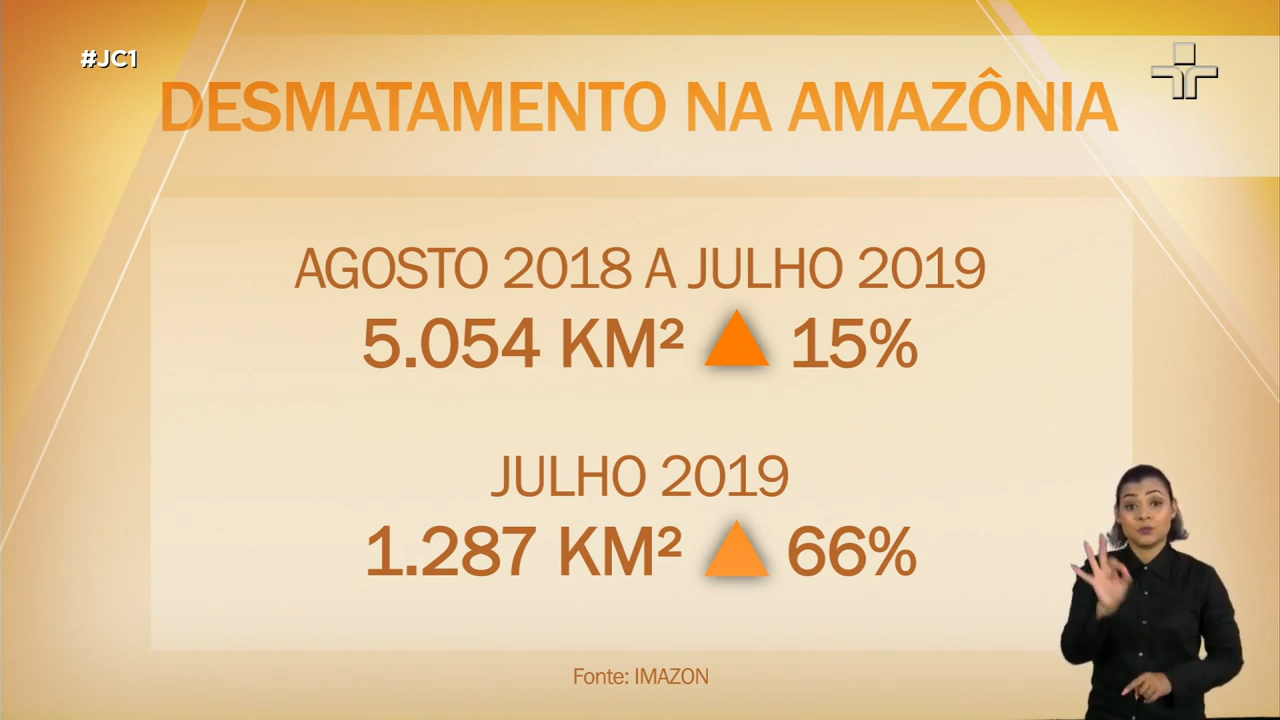 #JC1
DESMATAMENTO NA AMAZÔNIA
AGOSTO 2018 A JULHO 2019
5.054 KM² ▲ 15%
JULHO 2019
1.287 KM² ▲ 66%
Fonte: IMAZON